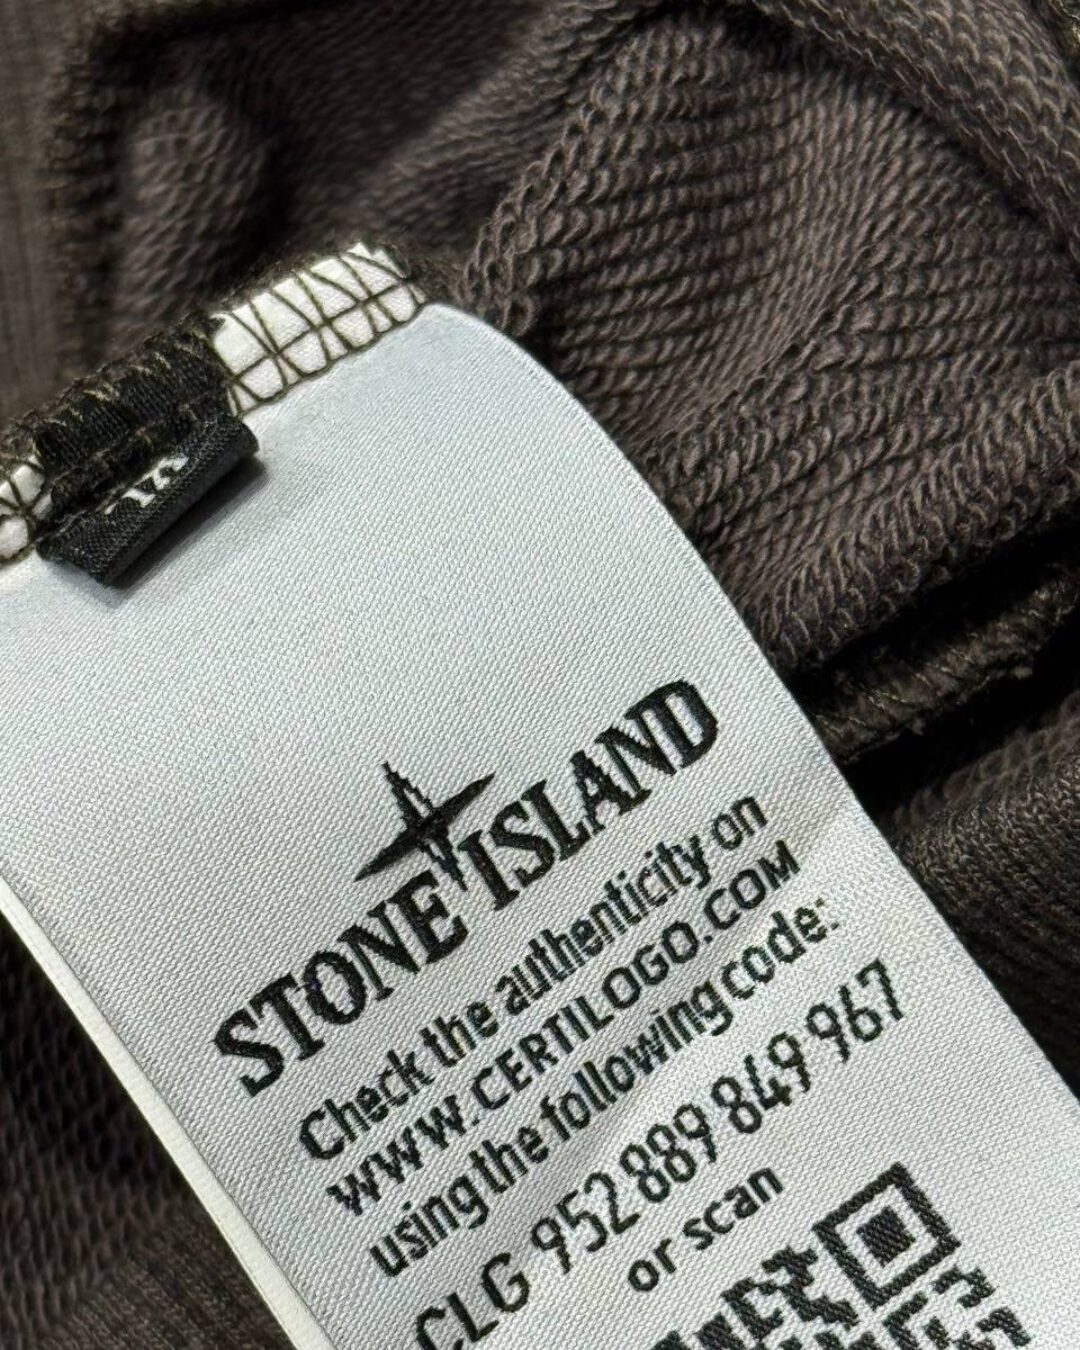 STONE ISLAND
Check the authenticity on
WWW.CERTILOGO.COM
using the following code:
CLG 952 889 849 967
or scan